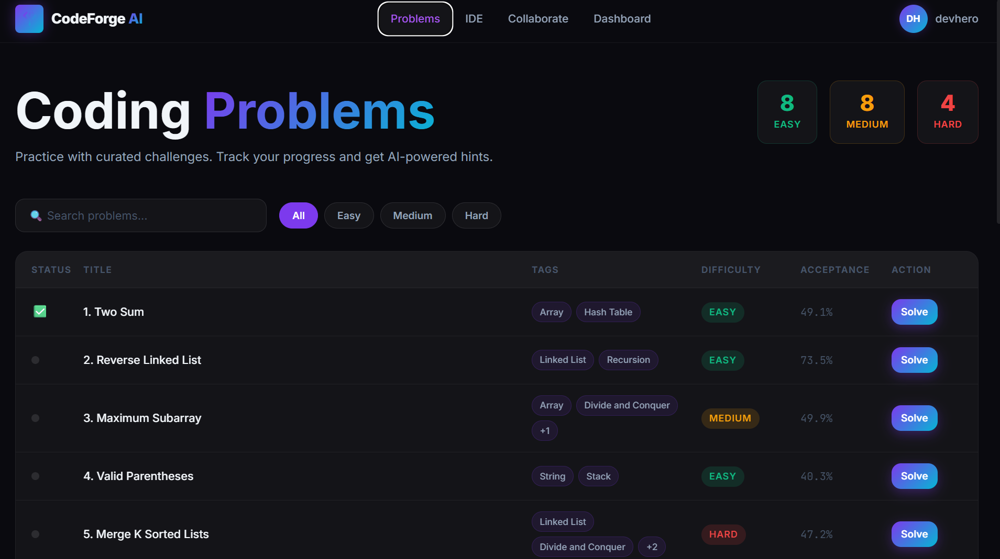 CodeForge AI
Problems
IDE
Collaborate
Dashboard
DH
devhero
Coding Problems
8
EASY
8
MEDIUM
4
HARD
Practice with curated challenges. Track your progress and get AI-powered hints.
Search problems...
All
Easy
Medium
Hard
STATUS TITLE TAGS DIFFICULTY ACCEPTANCE ACTION
1. Two Sum
Array Hash Table
EASY
49.1%
Solve
2. Reverse Linked List
Linked List Recursion
EASY
73.5%
Solve
3. Maximum Subarray
Array Divide and Conquer
+1
MEDIUM
49.9%
Solve
4. Valid Parentheses
String Stack
EASY
40.3%
Solve
5. Merge K Sorted Lists
Linked List
Divide and Conquer +2
HARD
47.2%
Solve